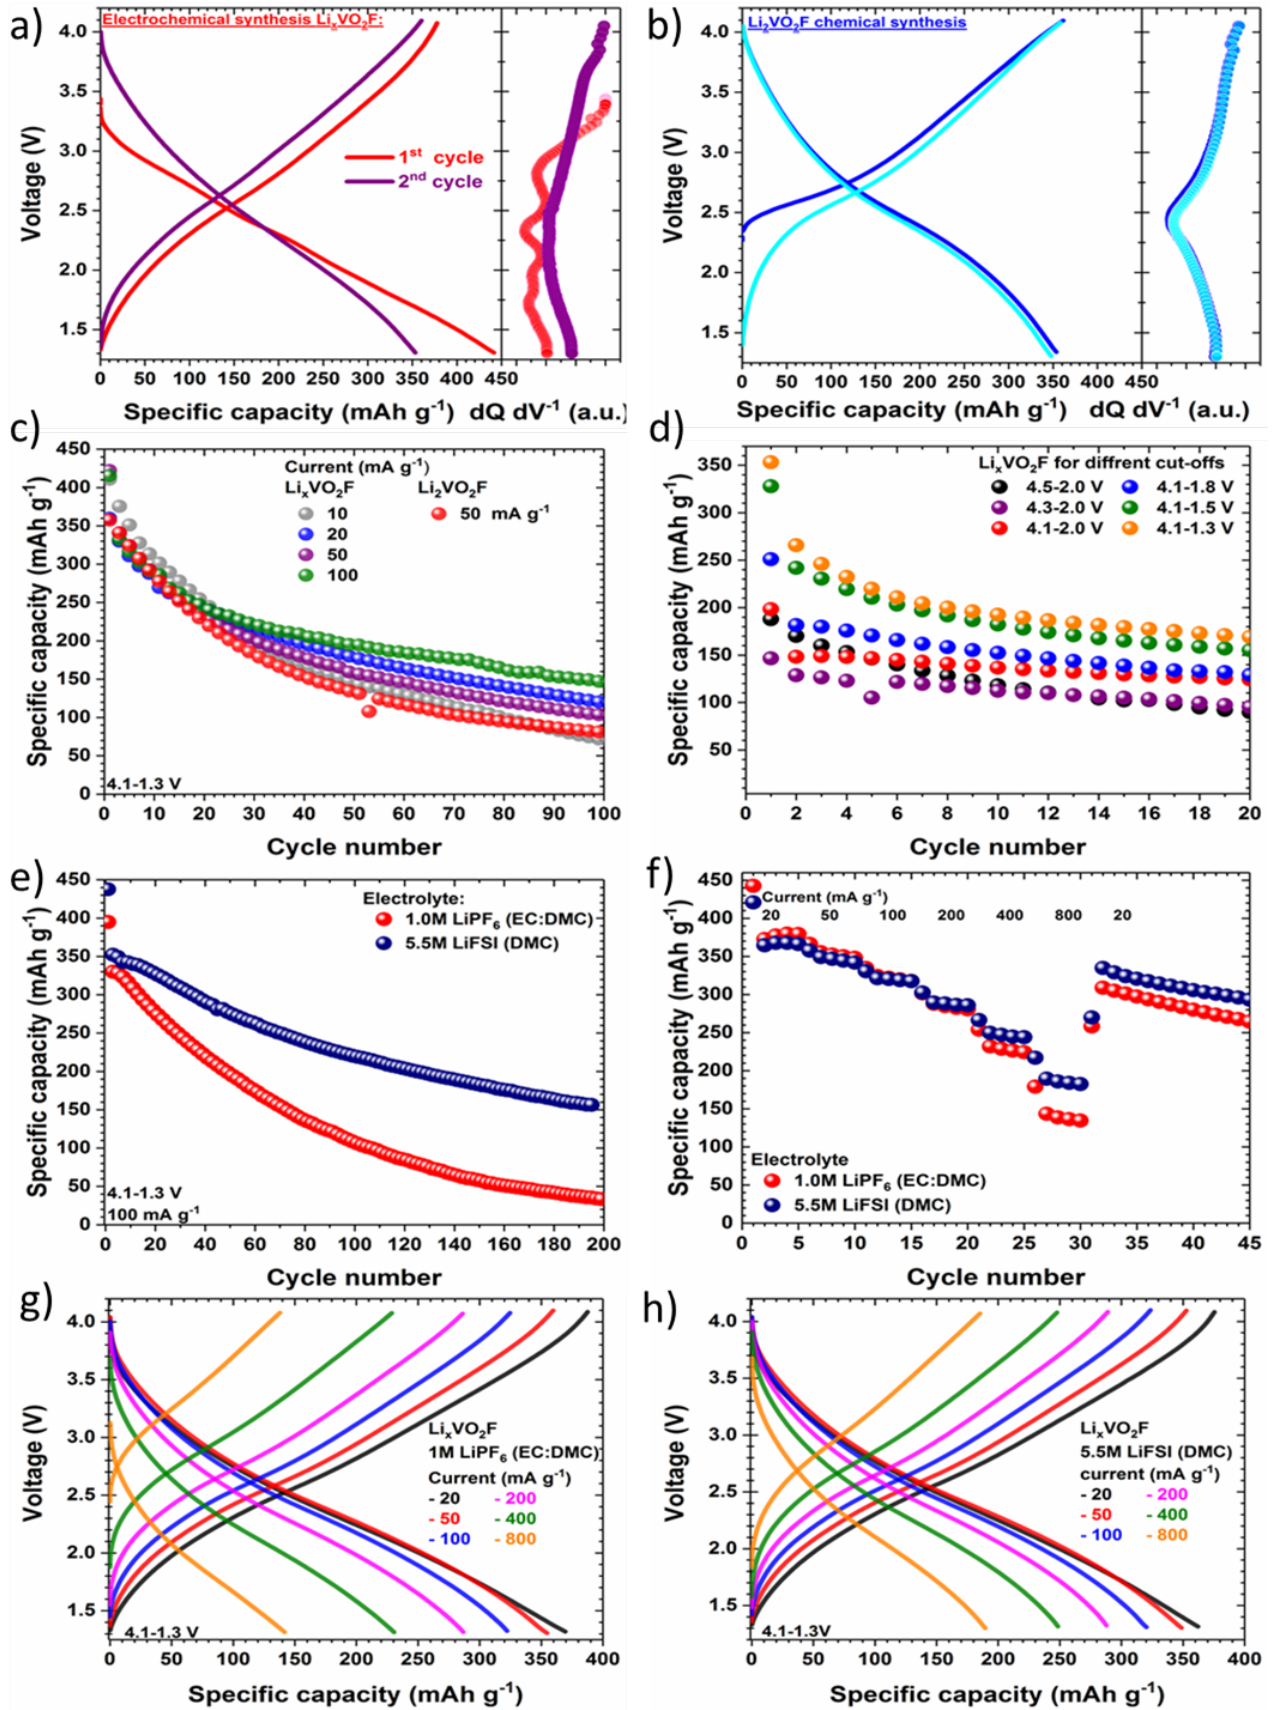 a)
Electrochemical synthesis LixVO2F:
4.0
3.5
3.0
2.5
2.0
1.5
Voltage (V)
1st cycle
2nd cycle
0 50 100 150 200 250 300 350 400 450
Specific capacity (mAh g-1) dQ dV-1 (a.u.)
b)
Li2VO2F chemical synthesis
4.0
3.5
3.0
2.5
2.0
1.5
Voltage (V)
0 50 100 150 200 250 300 350 400 450
Specific capacity (mAh g-1) dQ dV-1 (a.u.)
c)
450
400
350
300
250
200
150
100
50
0
Specific capacity (mAh g-1)
Current (mA g-1)
LixVO2F Li2VO2F
10 50 mA g-1
20
50
100
4.1-1.3 V
0 10 20 30 40 50 60 70 80 90 100
Cycle number
d)
350
300
250
200
150
100
50
Specific capacity (mAh g-1)
LixVO2F for diffrent cut-offs
4.5-2.0 V 4.1-1.8 V
4.3-2.0 V 4.1-1.5 V
4.1-2.0 V 4.1-1.3 V
0 2 4 6 8 10 12 14 16 18 20
Cycle number
e)
450
400
350
300
250
200
150
100
50
0
Specific capacity (mAh g-1)
Electrolyte:
1.0M LiPF6 (EC:DMC)
5.5M LiFSI (DMC)
4.1-1.3 V
100 mA g-1
0 20 40 60 80 100 120 140 160 180 200
Cycle number
f)
450
400
350
300
250
200
150
100
50
0
Specific capacity (mAh g-1)
Current (mA g-1)
20 50 100 200 400 800 20
Electrolyte
1.0M LiPF6 (EC:DMC)
5.5M LiFSI (DMC)
0 5 10 15 20 25 30 35 40 45
Cycle number
g)
4.0
3.5
3.0
2.5
2.0
1.5
Voltage (V)
LixVO2F
1M LiPF6 (EC:DMC)
Current (mA g-1)
- 20 - 200
- 50 - 400
- 100 - 800
4.1-1.3 V
0 50 100 150 200 250 300 350 400
Specific capacity (mAh g-1)
h)
4.0
3.5
3.0
2.5
2.0
1.5
Voltage (V)
LixVO2F
5.5M LiFSI (DMC)
current (mA g-1)
- 20 - 200
- 50 - 400
- 100 - 800
4.1-1.3V
0 50 100 150 200 250 300 350 400
Specific capacity (mAh g-1)